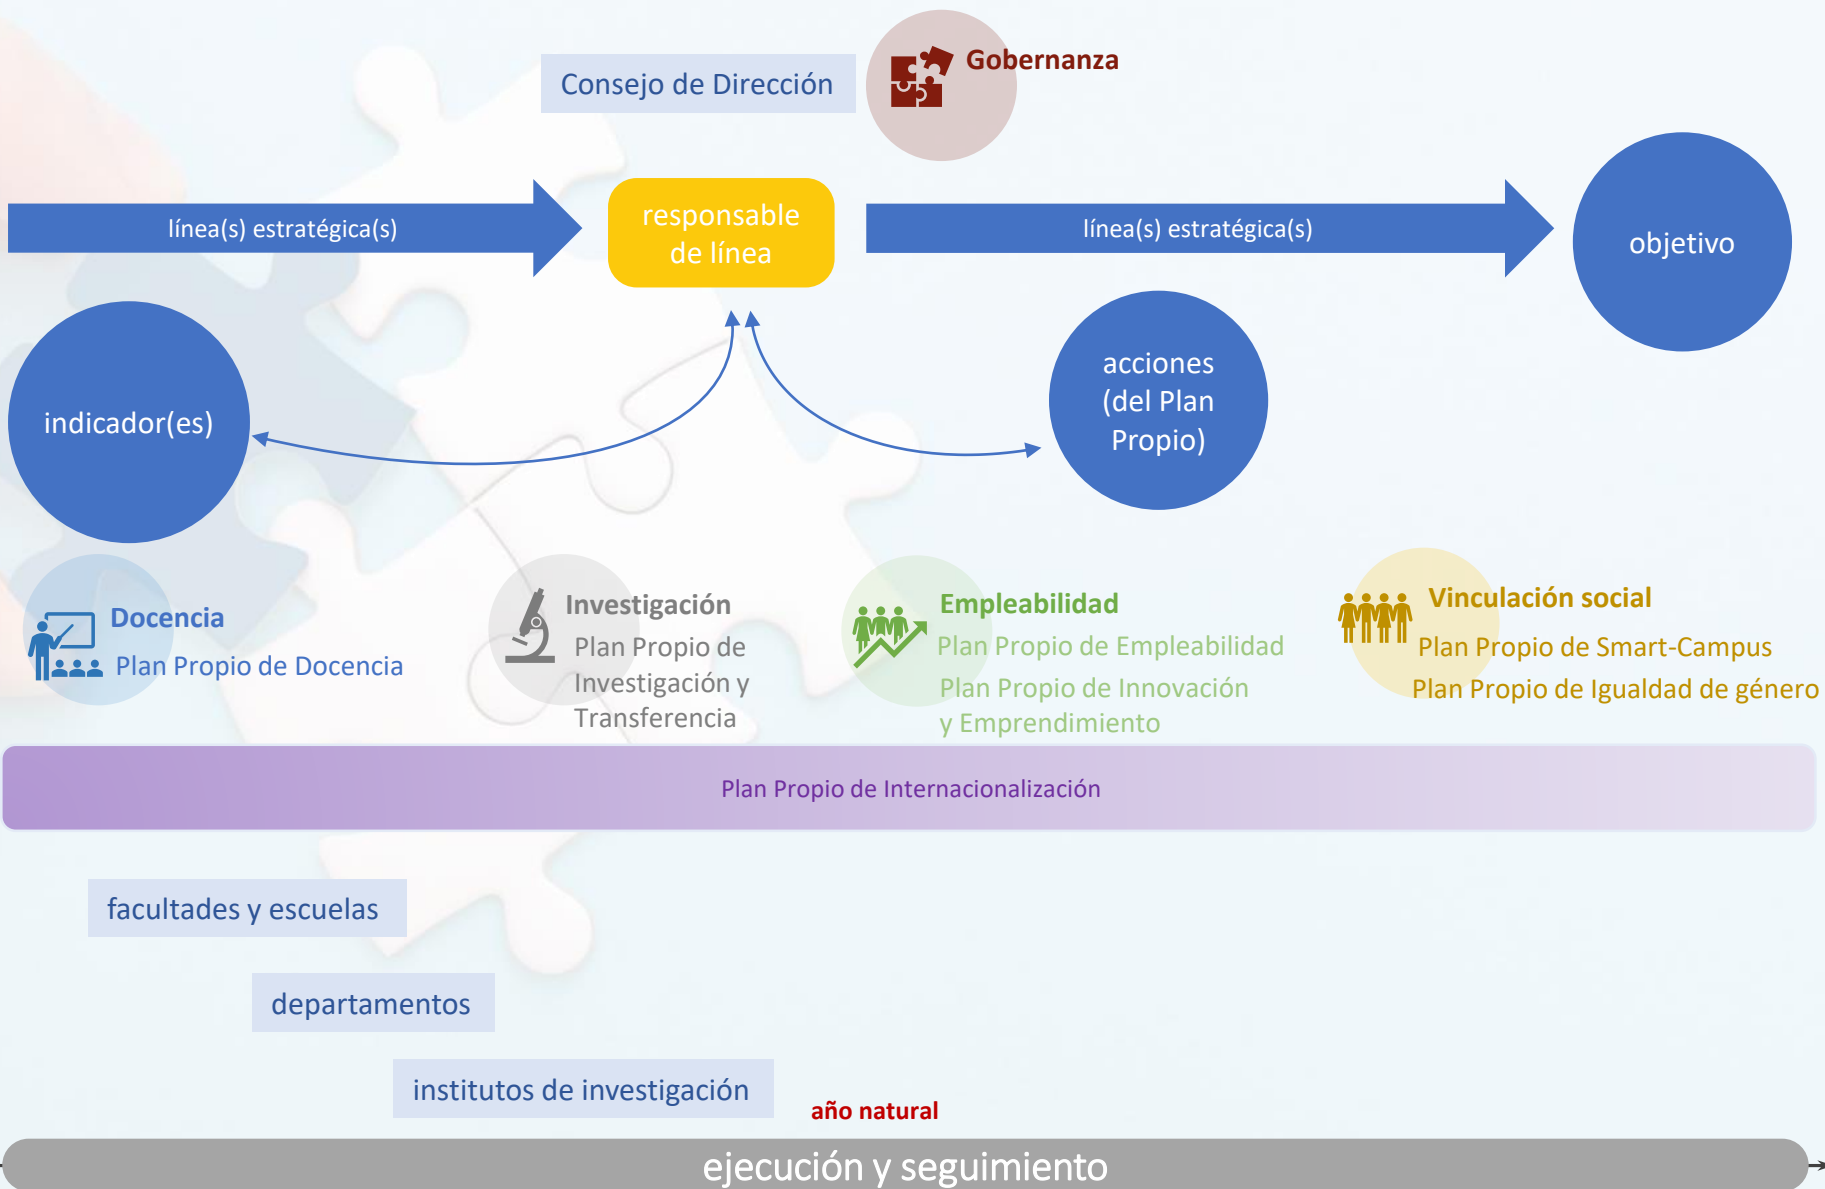 Gobernanza
Consejo de Dirección
línea(s) estratégica(s)
responsable
de línea
línea(s) estratégica(s)
objetivo
indicador(es)
acciones
(del Plan
Propio)
Docencia
Plan Propio de Docencia
Investigación
Plan Propio de
Investigación y
Transferencia
Empleabilidad
Plan Propio de Empleabilidad
Plan Propio de Innovación
y Emprendimiento
Vinculación social
Plan Propio de Smart-Campus
Plan Propio de Igualdad de género
Plan Propio de Internacionalización
facultades y escuelas
departamentos
institutos de investigación
año natural
ejecución y seguimiento